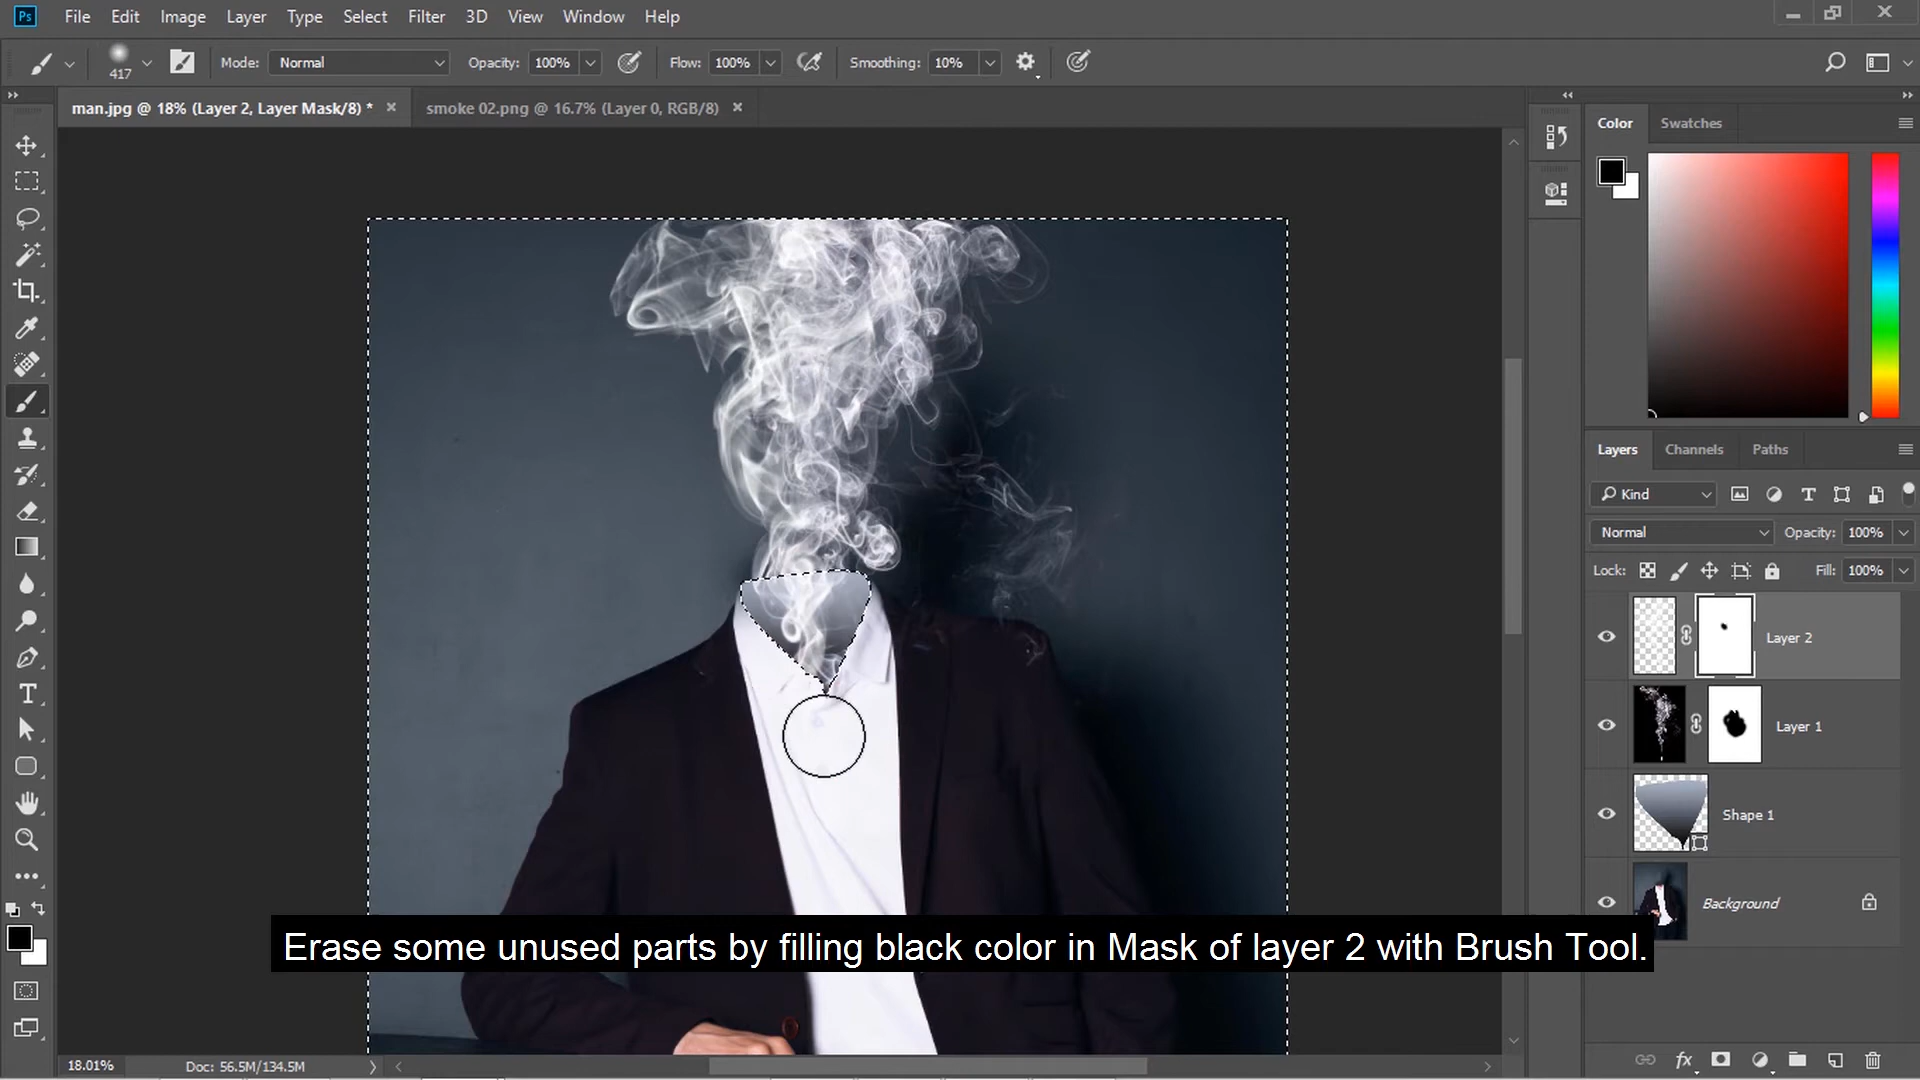 Ps File Edit Image Layer Type Select Filter 3D View Window Help
417 Mode: Normal Opacity: 100% Flow: 100% Smoothing: 10%
man.jpg @ 18% (Layer 2, Layer Mask/8) * smoke 02.png @ 16.7% (Layer 0, RGB/8)
Color Swatches
Layers Channels Paths
Kind
Normal Opacity: 100%
Lock: Fill: 100%
Layer 2
Layer 1
Shape 1
Background
Erase some unused parts by filling black color in Mask of layer 2 with Brush Tool.
18.01% Doc: 56.5M/134.5M